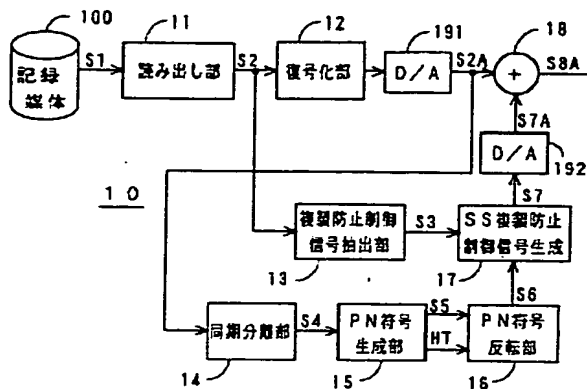 100
11
12
191
18
記録
媒体
S1
読み出し部
S2
復号化部
D/A
S2A
+
S8A
S7A
D/A
192
10
S7
複製防止制御
信号抽出部
S3
SS複製防止
制御信号生成
13
17
S6
同期分離部
S4
PN符号
生成部
S5
HT
PN符号
反転部
14
15
16